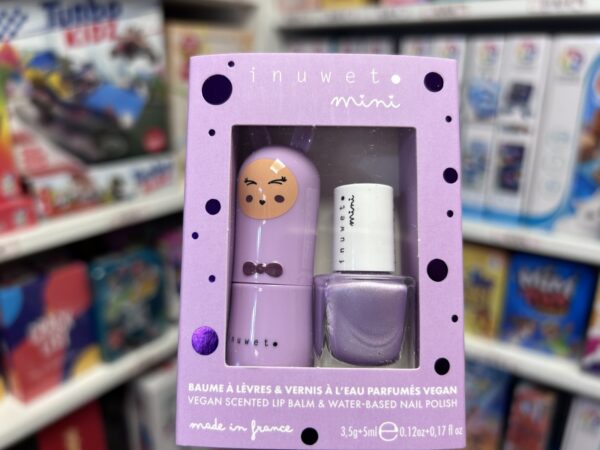 Turbo
KIDZ
inuwet
mini
inuwet
mini
inuwet
BAUME À LÈVRES & VERNIS À L'EAU PARFUMÉS VEGAN
VEGAN SCENTED LIP BALM & WATER-BASED NAIL POLISH
made in france
3,5g+5ml ℮ 0.12oz+0,17 fl oz